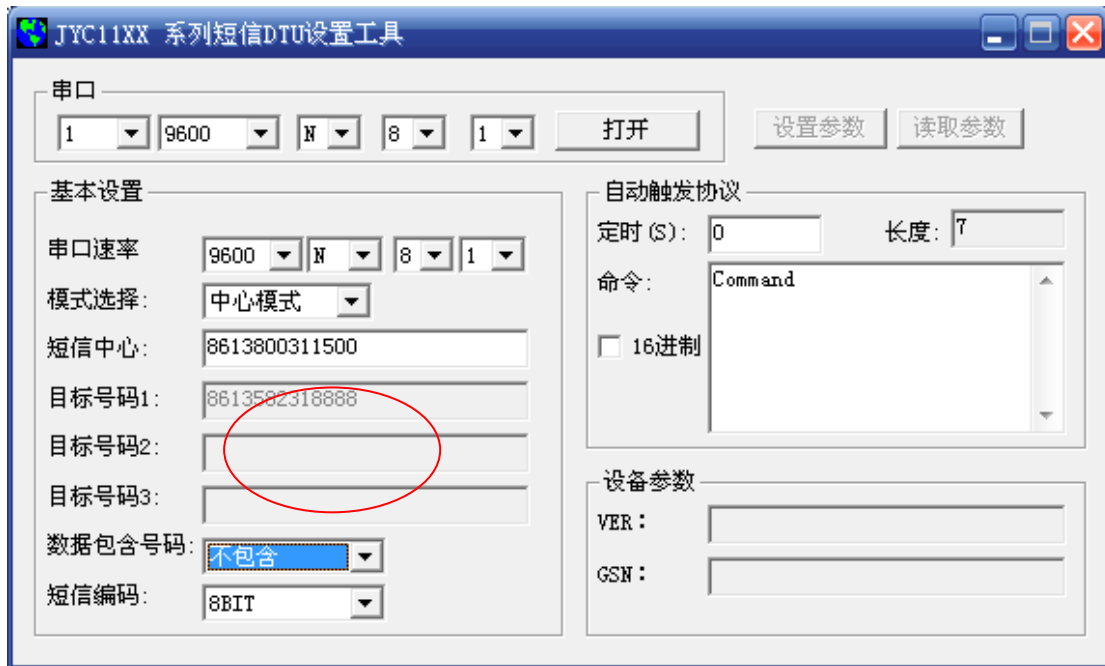 JYC11XX 系列短信DTU设置工具
串口
1 9600 N 8 1 打开 设置参数 读取参数
基本设置
串口速率 9600 N 8 1
模式选择: 中心模式
短信中心: 8613800311500
目标号码1: 8613582318888
目标号码2:
目标号码3:
数据包含号码: 不包含
短信编码: 8BIT
自动触发协议
定时(S): 0 长度: 7
命令: Command
16进制
设备参数
VER:
GSN: